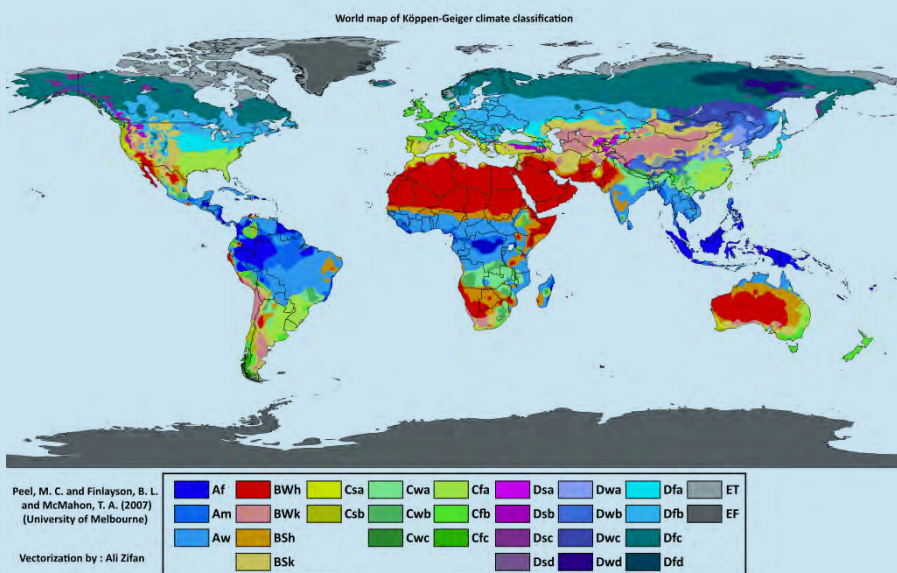 World map of Köppen-Geiger climate classification
Peel, M. C. and Finlayson, B. L.
and McMahon, T. A. (2007)
(University of Melbourne)
Vectorization by : Ali Zifan
Af BWh Csa Cwa Cfa Dsa Dwa Dfa ET
Am BWk Csb Cwb Cfb Dsb Dwb Dfb EF
Aw BSh Cwc Cfc Dsc Dwc Dfc
BSk Dsd Dwd Dfd